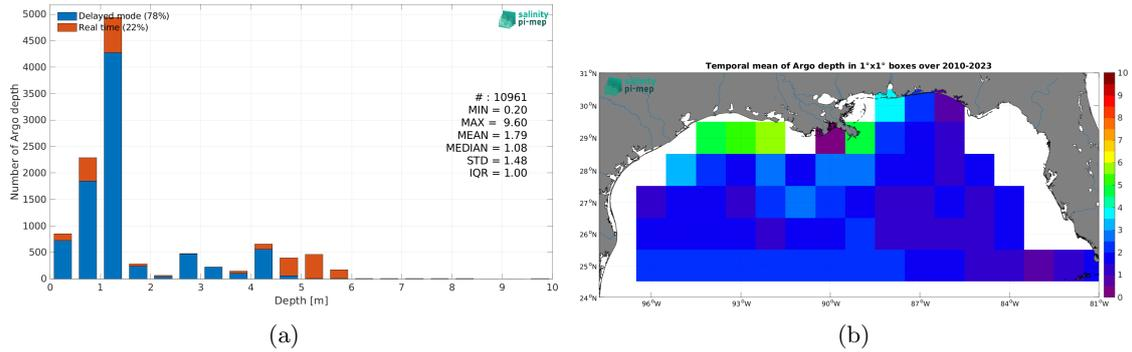 Delayed mode (78%)
Real time (22%)
salinity
pi-mep
# : 10961
MIN = 0.20
MAX = 9.60
MEAN = 1.79
MEDIAN = 1.08
STD = 1.48
IQR = 1.00
Number of Argo depth
5000
4500
4000
3500
3000
2500
2000
1500
1000
500
0
0 1 2 3 4 5 6 7 8 9 10
Depth [m]
(a)
Temporal mean of Argo depth in 1°x1° boxes over 2010-2023
salinity
pi-mep
31°N
30°N
29°N
28°N
27°N
26°N
25°N
24°N
96°W 93°W 90°W 87°W 84°W 81°W
10
9
8
7
6
5
4
3
2
1
0
(b)